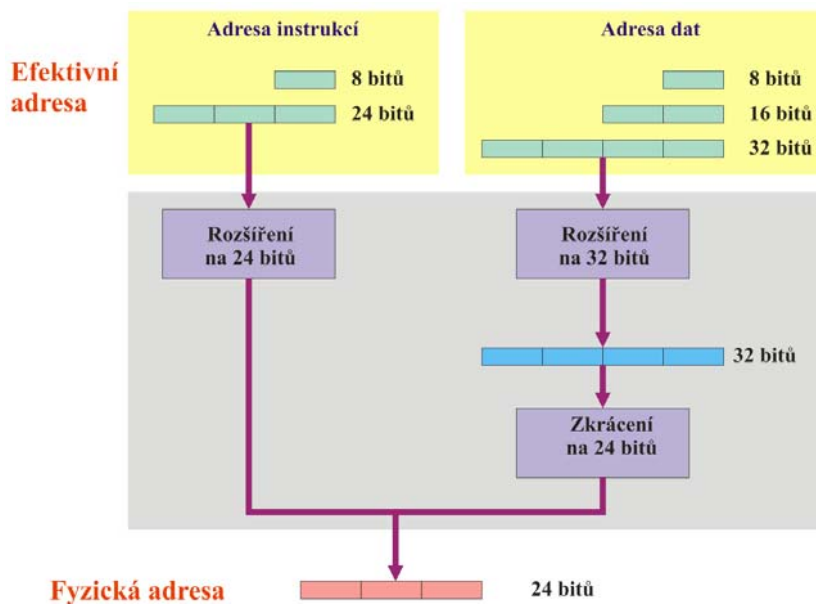 Adresa instrukcí
Adresa dat
Efektivní
adresa
8 bitů
24 bitů
8 bitů
16 bitů
32 bitů
Rozšíření
na 24 bitů
Rozšíření
na 32 bitů
32 bitů
Zkrácení
na 24 bitů
Fyzická adresa
24 bitů